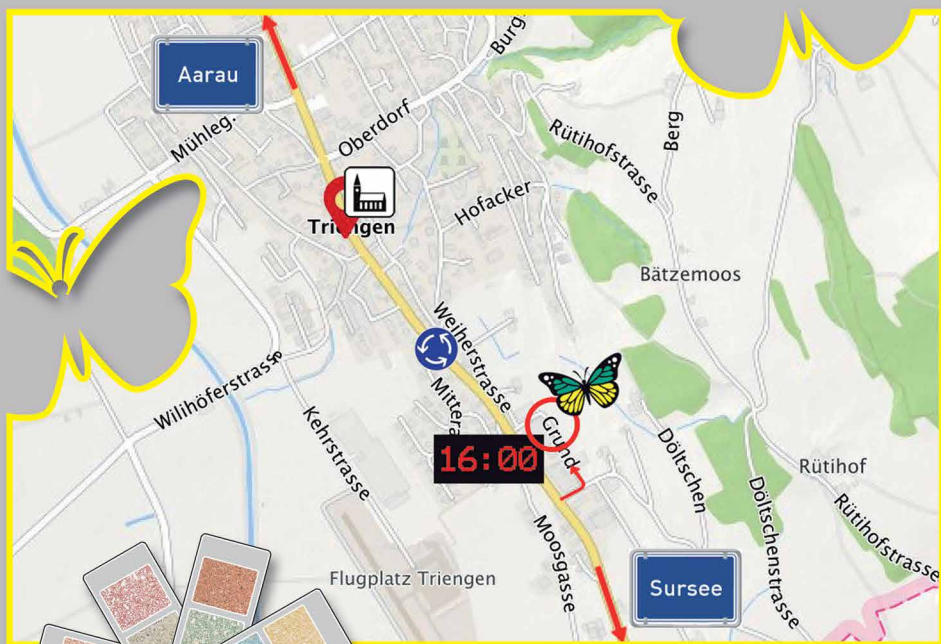 Aarau
Burg
Mühleg.
Oberdorf
Rütihofstrasse
Berg
Hofacker
Triengen
Bätzemoos
Weiherstrasse
Wilihöferstrasse
Kehrstrasse
Mittera
16:00
Grund
Döltschen
Döltschenstrasse
Rütihof
Rütihofstrasse
Moosgasse
Flugplatz Triengen
Sursee